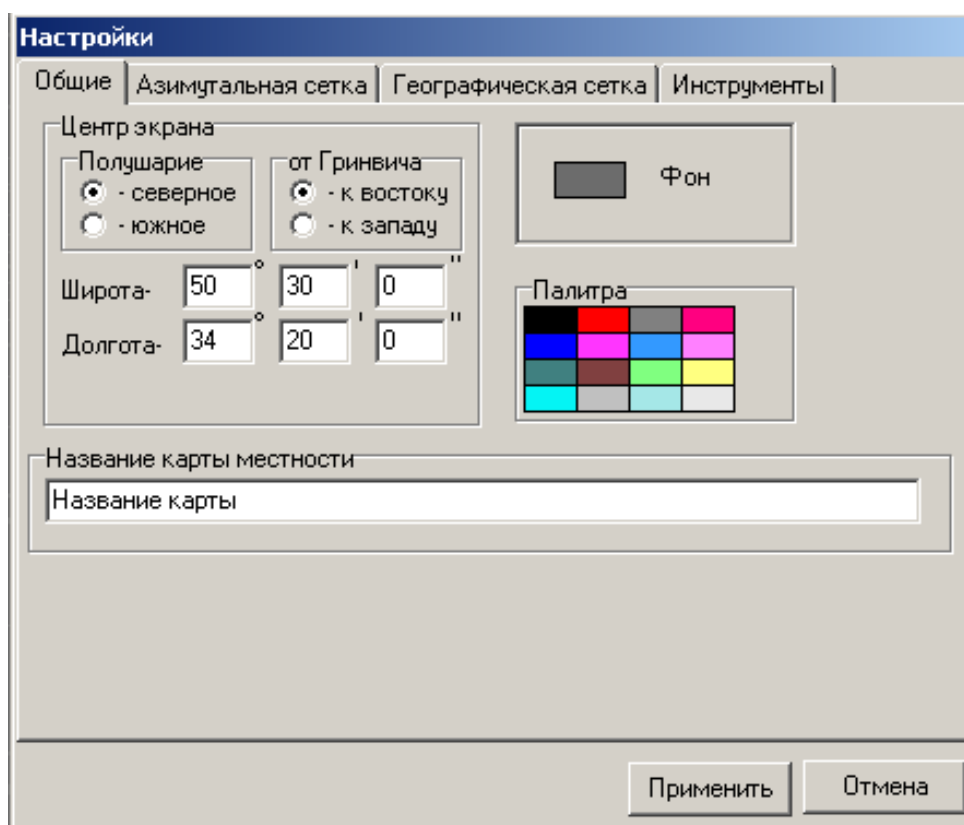 Настройки
Общие Азимутальная сетка Географическая сетка Инструменты
Центр экрана
Полушарие
- северное
- южное
от Гринвича
- к востоку
- к западу
Широта- 50 ° 30 ' 0 "
Долгота- 34 ° 20 ' 0 "
Фон
Палитра
Название карты местности
Название карты
Применить Отмена